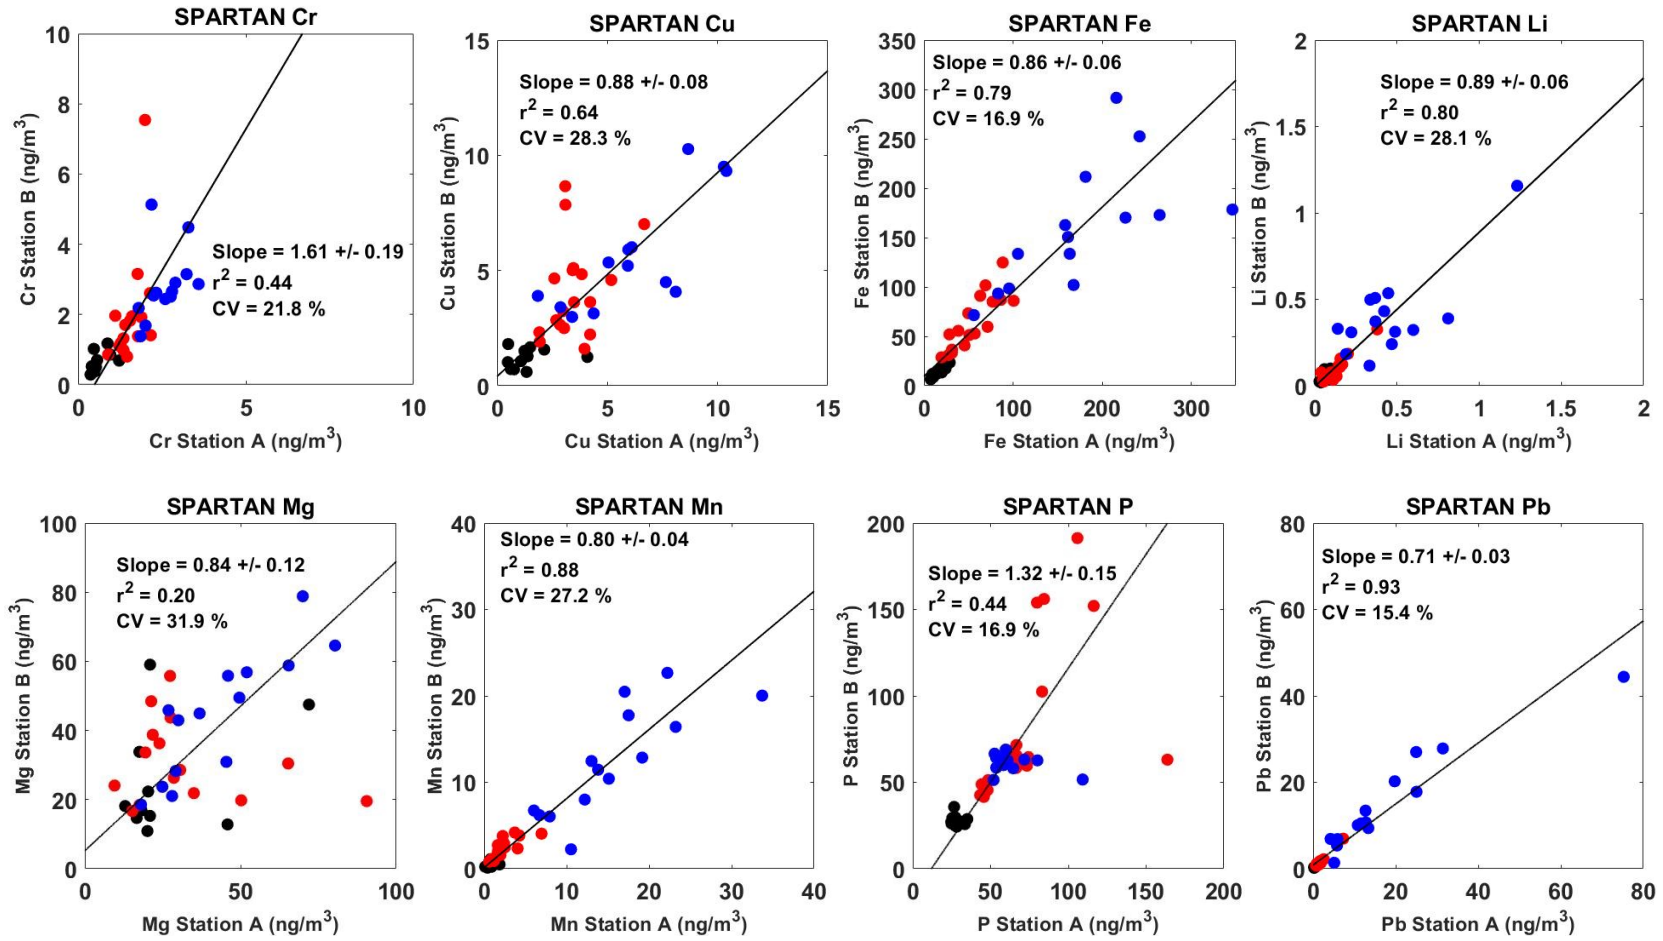 SPARTAN Cr
10
8
6
4
2
0
Cr Station B (ng/m³)
Slope = 1.61 +/- 0.19
r² = 0.44
CV = 21.8 %
0 5 10
Cr Station A (ng/m³)
SPARTAN Cu
15
10
5
0
Cu Station B (ng/m³)
Slope = 0.88 +/- 0.08
r² = 0.64
CV = 28.3 %
0 5 10 15
Cu Station A (ng/m³)
SPARTAN Fe
350
300
250
200
150
100
50
0
Fe Station B (ng/m³)
Slope = 0.86 +/- 0.06
r² = 0.79
CV = 16.9 %
0 100 200 300
Fe Station A (ng/m³)
SPARTAN Li
2
1.5
1
0.5
0
Li Station B (ng/m³)
Slope = 0.89 +/- 0.06
r² = 0.80
CV = 28.1 %
0 0.5 1 1.5 2
Li Station A (ng/m³)
SPARTAN Mg
100
80
60
40
20
0
Mg Station B (ng/m³)
Slope = 0.84 +/- 0.12
r² = 0.20
CV = 31.9 %
0 50 100
Mg Station A (ng/m³)
SPARTAN Mn
40
30
20
10
0
Mn Station B (ng/m³)
Slope = 0.80 +/- 0.04
r² = 0.88
CV = 27.2 %
0 10 20 30 40
Mn Station A (ng/m³)
SPARTAN P
200
150
100
50
0
P Station B (ng/m³)
Slope = 1.32 +/- 0.15
r² = 0.44
CV = 16.9 %
0 50 100 150 200
P Station A (ng/m³)
SPARTAN Pb
80
60
40
20
0
Pb Station B (ng/m³)
Slope = 0.71 +/- 0.03
r² = 0.93
CV = 15.4 %
0 20 40 60 80
Pb Station A (ng/m³)